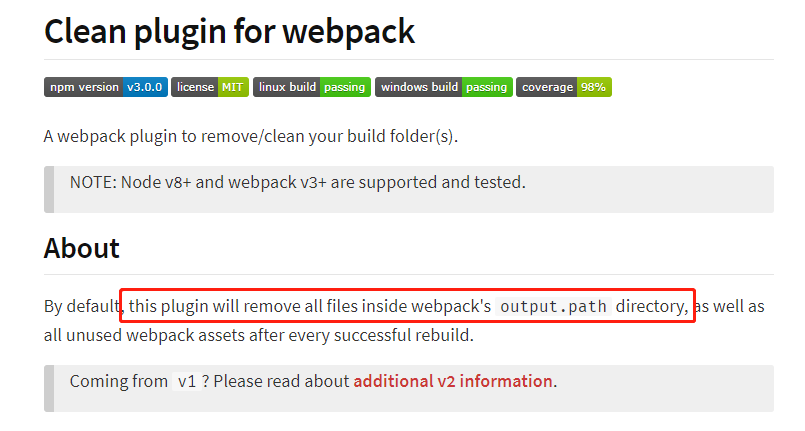 Clean plugin for webpack
npm version v3.0.0 license MIT linux build passing windows build passing coverage 98%
A webpack plugin to remove/clean your build folder(s).
NOTE: Node v8+ and webpack v3+ are supported and tested.
About
By default, this plugin will remove all files inside webpack's output.path directory, as well as
all unused webpack assets after every successful rebuild.
Coming from v1? Please read about additional v2 information.